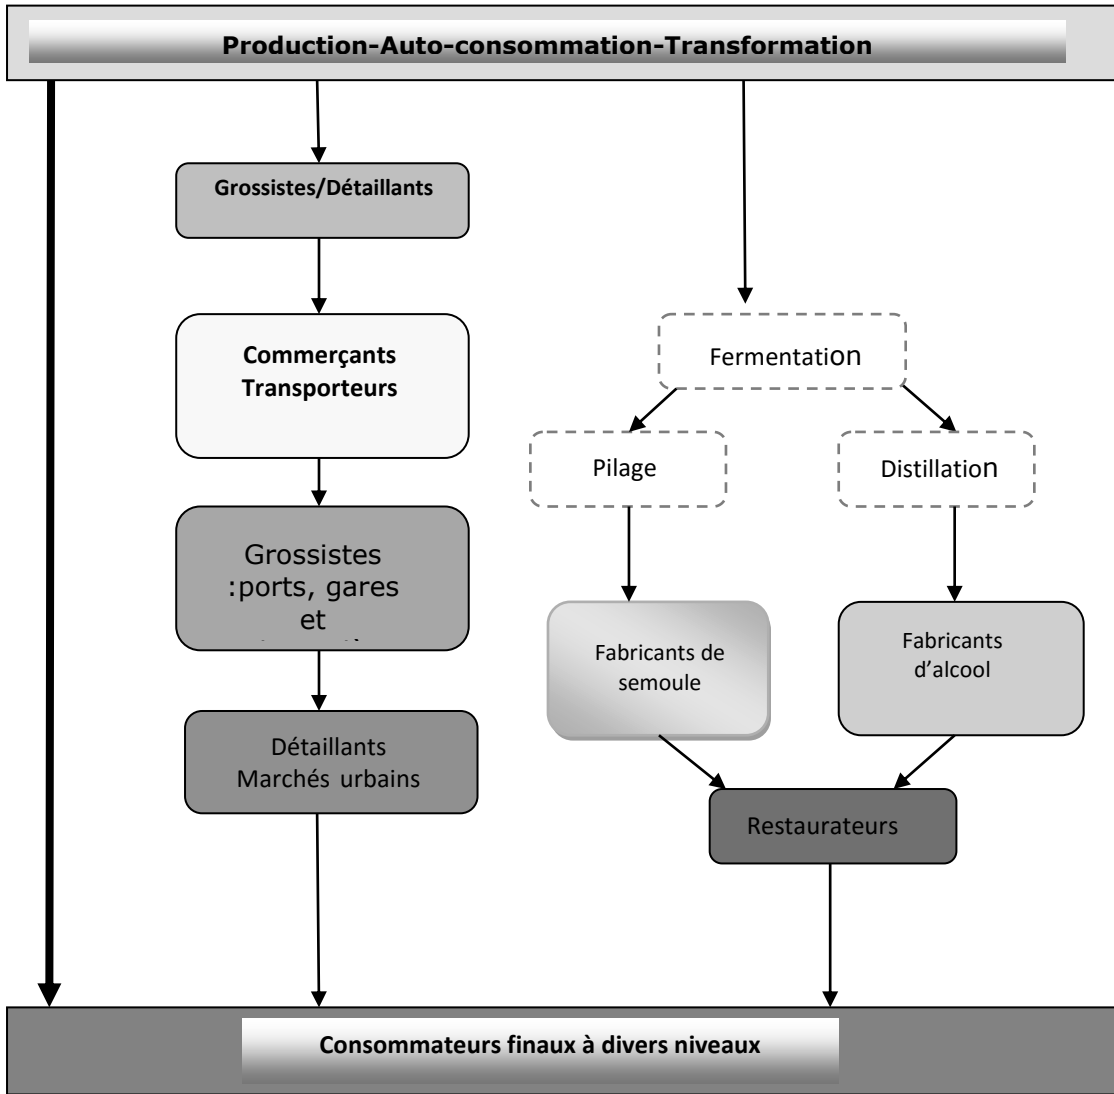 Production-Auto-consommation-Transformation
Grossistes/Détaillants
Commerçants
Transporteurs
Fermentation
Pilage
Distillation
Grossistes
:ports, gares
et
Fabricants de
semoule
Fabricants
d’alcool
Détaillants
Marchés urbains
Restaurateurs
Consommateurs finaux à divers niveaux